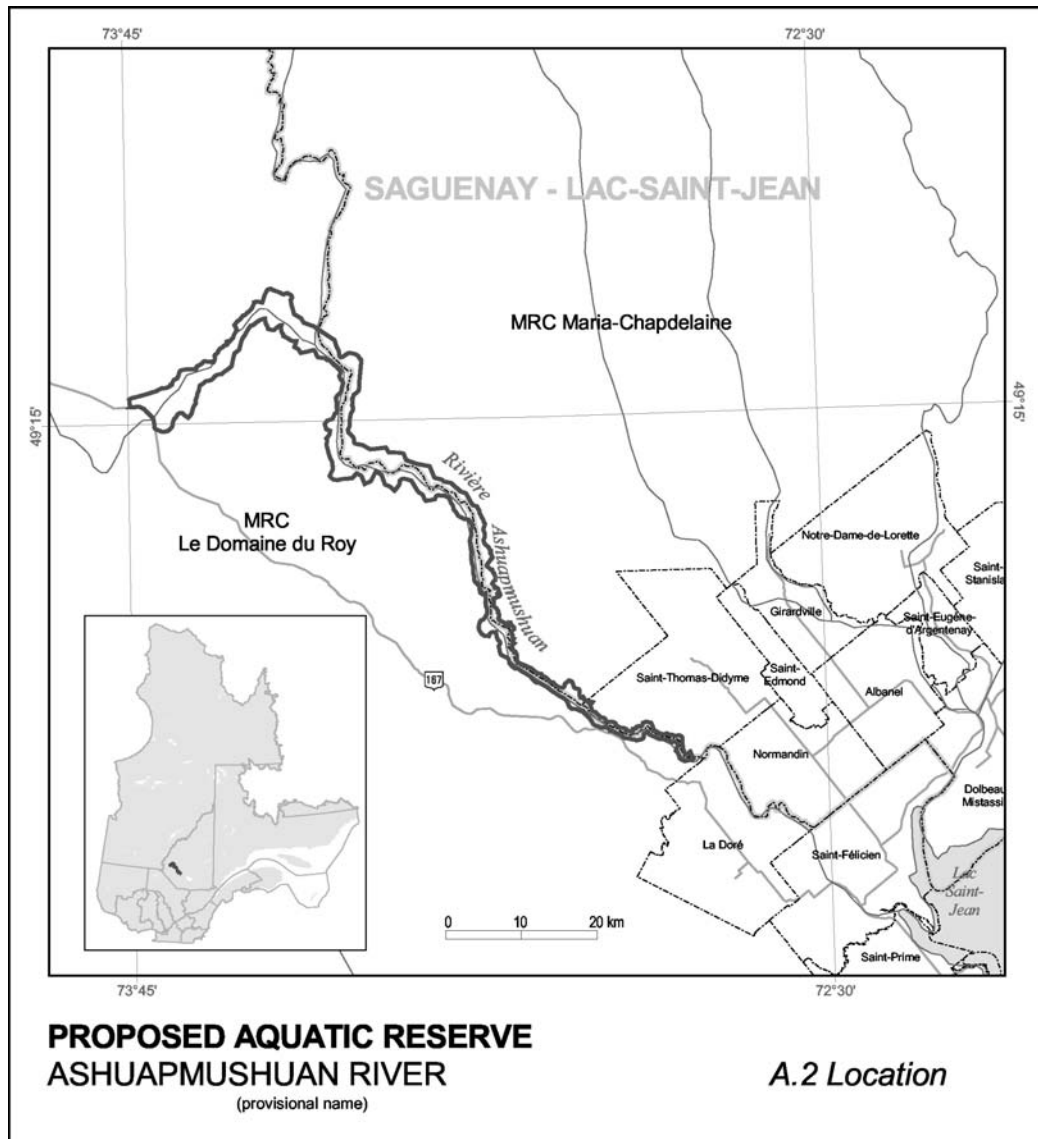 73°45'
72°30'
SAGUENAY - LAC-SAINT-JEAN
MRC Maria-Chapdelaine
49°15'
49°15'
Rivière
Ashuapmushuan
MRC
Le Domaine du Roy
Notre-Dame-de-Lorette
Saint-
Stanisla
Girardville
Saint-Eugène-
d'Argentenay
Saint-Thomas-Didyme
Saint-
Edmond
Albanel
167
Normandin
Dolbeau
Mistassi
La Doré
Saint-Félicien
Lac
Saint-
Jean
0 10 20 km
Saint-Prime
73°45'
72°30'
PROPOSED AQUATIC RESERVE
ASHUAPMUSHUAN RIVER
(provisional name)
A.2 Location